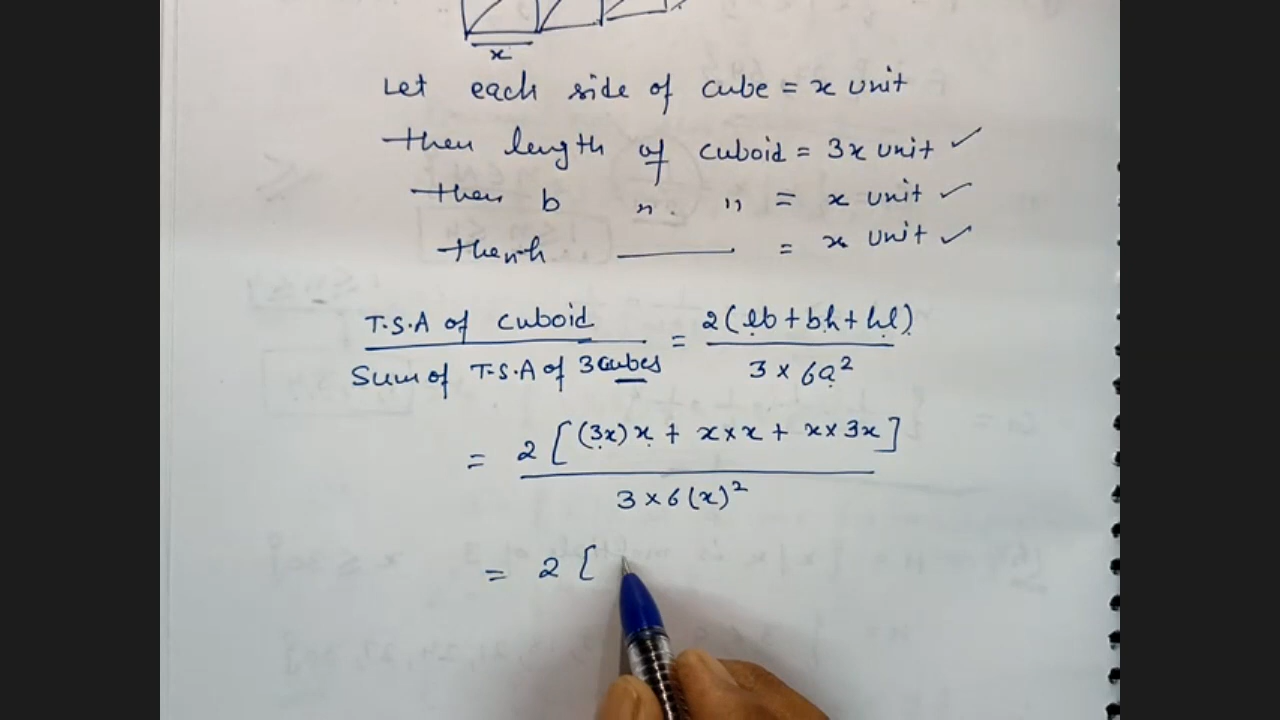 x
Let each side of cube = x unit
then length of cuboid = 3x unit ✓
then b " " = x unit ✓
then h —— = x unit ✓
T.S.A of cuboid / Sum of T.S.A of 3 cubes = 2(lb + bh + hl) / 3 × 6a²
= 2[(3x)x + x×x + x×3x] / 3×6(x)²
= 2[